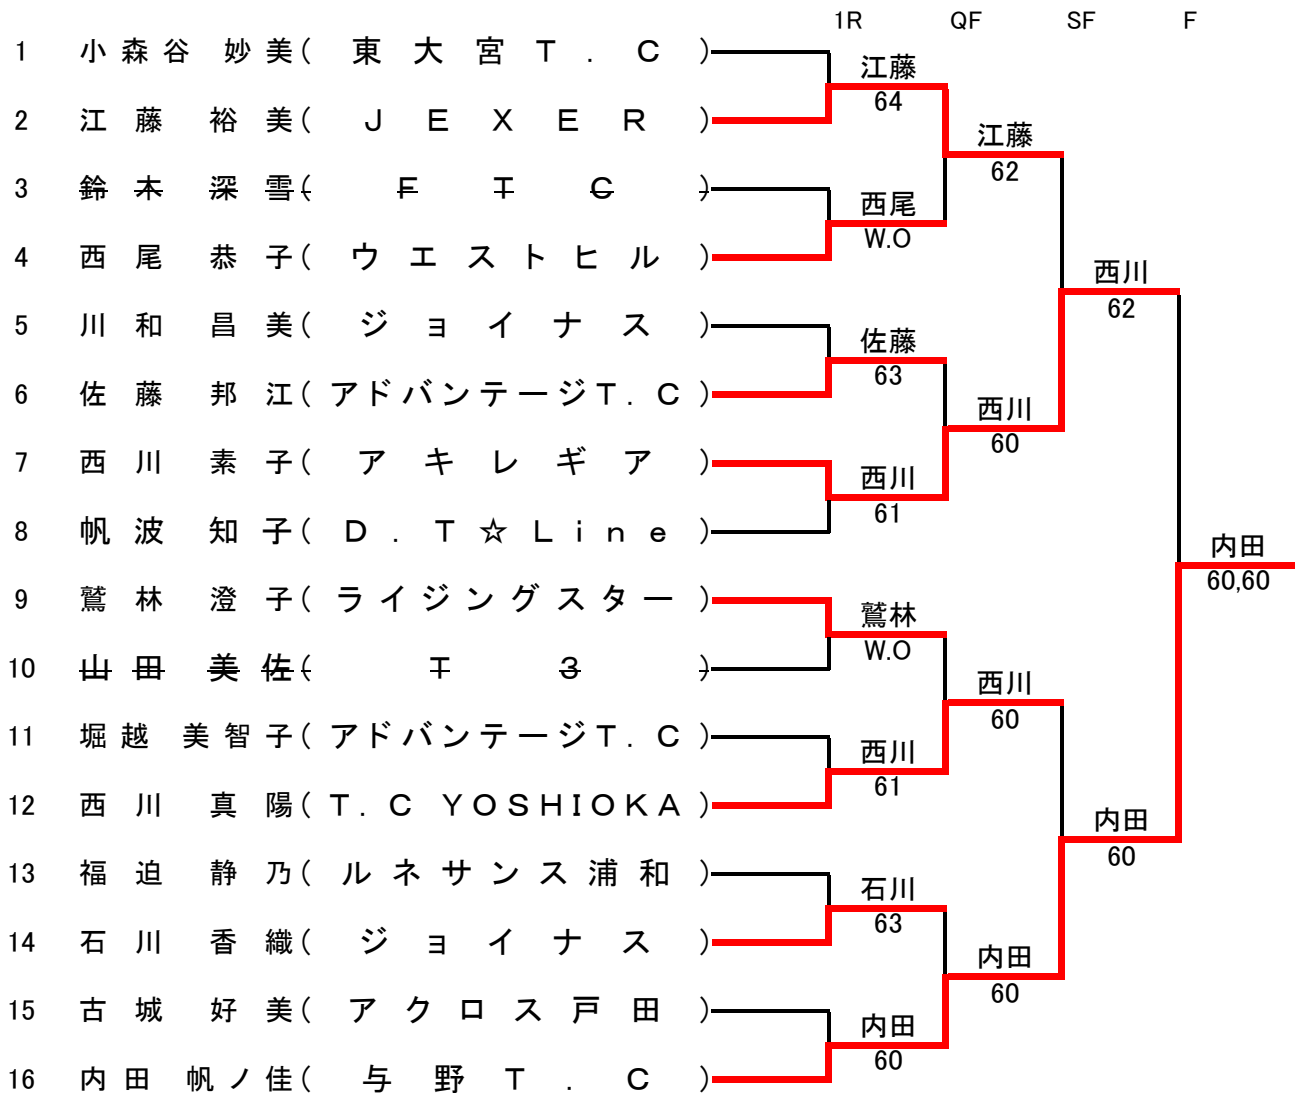 1R QF SF F
1 小森谷 妙美(東大宮T.C)
江藤
64
2 江藤 裕美(JEXER)
江藤
62
3 鈴木 深雪(FTC)
西尾
W.O
4 西尾 恭子(ウエストヒル)
西川
62
5 川和 昌美(ジョイナス)
佐藤
63
6 佐藤 邦江(アドバンテージT.C)
西川
60
7 西川 素子(アキレギア)
西川
61
8 帆波 知子(D.T☆Line)
内田
60,60
9 鷲林 澄子(ライジングスター)
鷲林
W.O
10 山田 美佐(T3)
西川
60
11 堀越 美智子(アドバンテージT.C)
西川
61
12 西川 真陽(T.C YOSHIOKA)
内田
60
13 福迫 静乃(ルネサンス浦和)
石川
63
14 石川 香織(ジョイナス)
内田
60
15 古城 好美(アクロス戸田)
内田
60
16 内田 帆ノ佳(与野T.C)